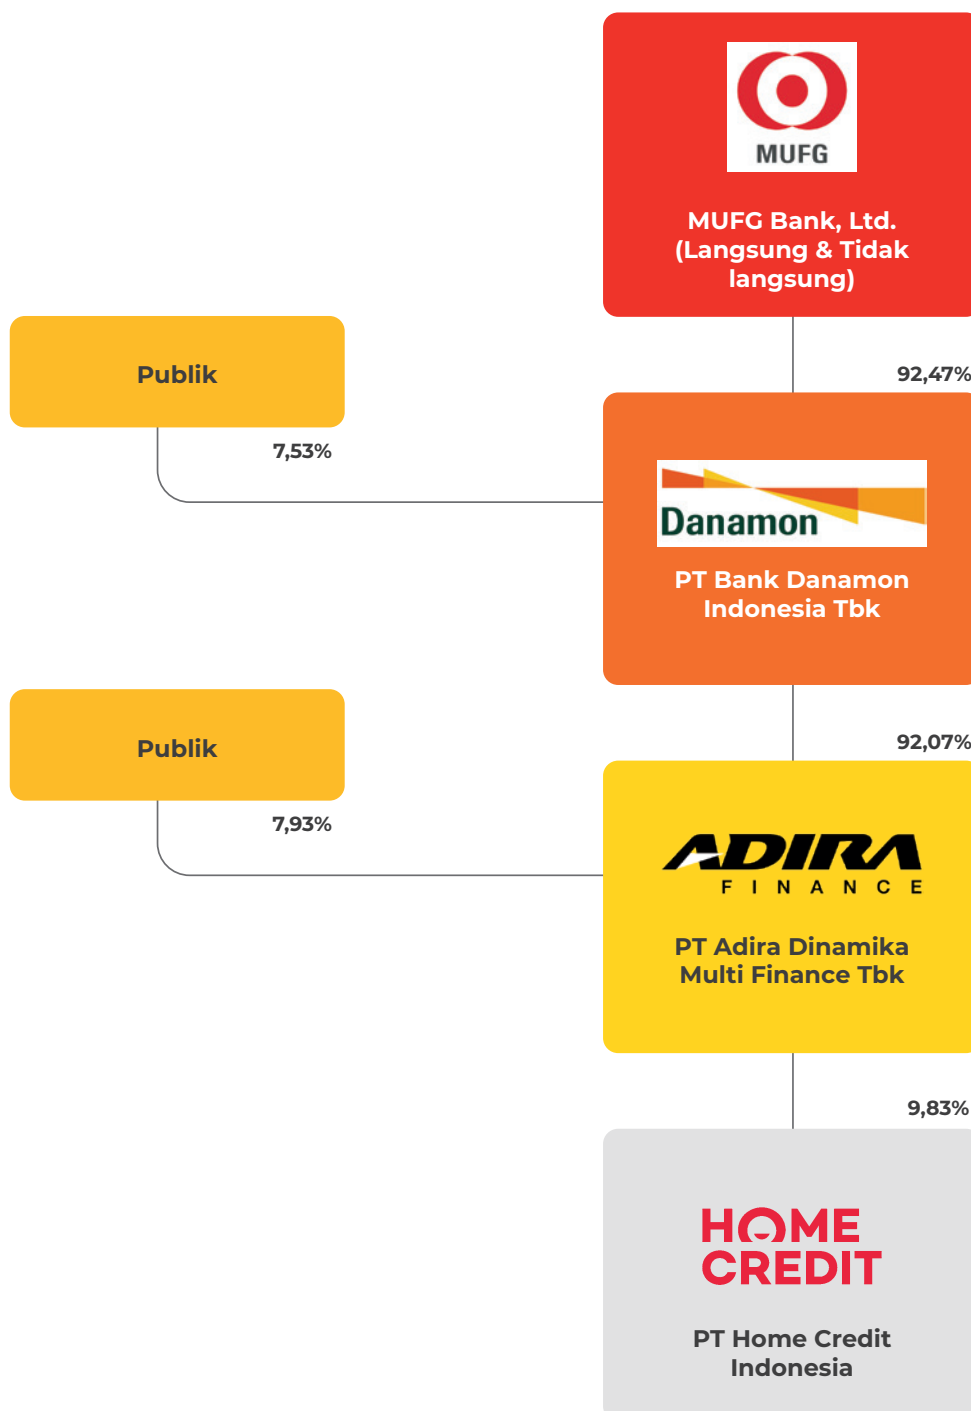 MUFG
MUFG Bank, Ltd.
(Langsung & Tidak
langsung)
92,47%
Publik
7,53%
Danamon
PT Bank Danamon
Indonesia Tbk
92,07%
Publik
7,93%
ADIRA
FINANCE
PT Adira Dinamika
Multi Finance Tbk
9,83%
HOME
CREDIT
PT Home Credit
Indonesia